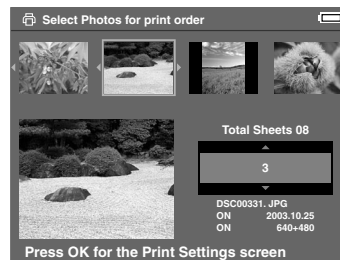 Select Photos for print order
Total Sheets 08
3
DSC00331. JPG
ON 2003.10.25
ON 640+480
Press OK for the Print Settings screen